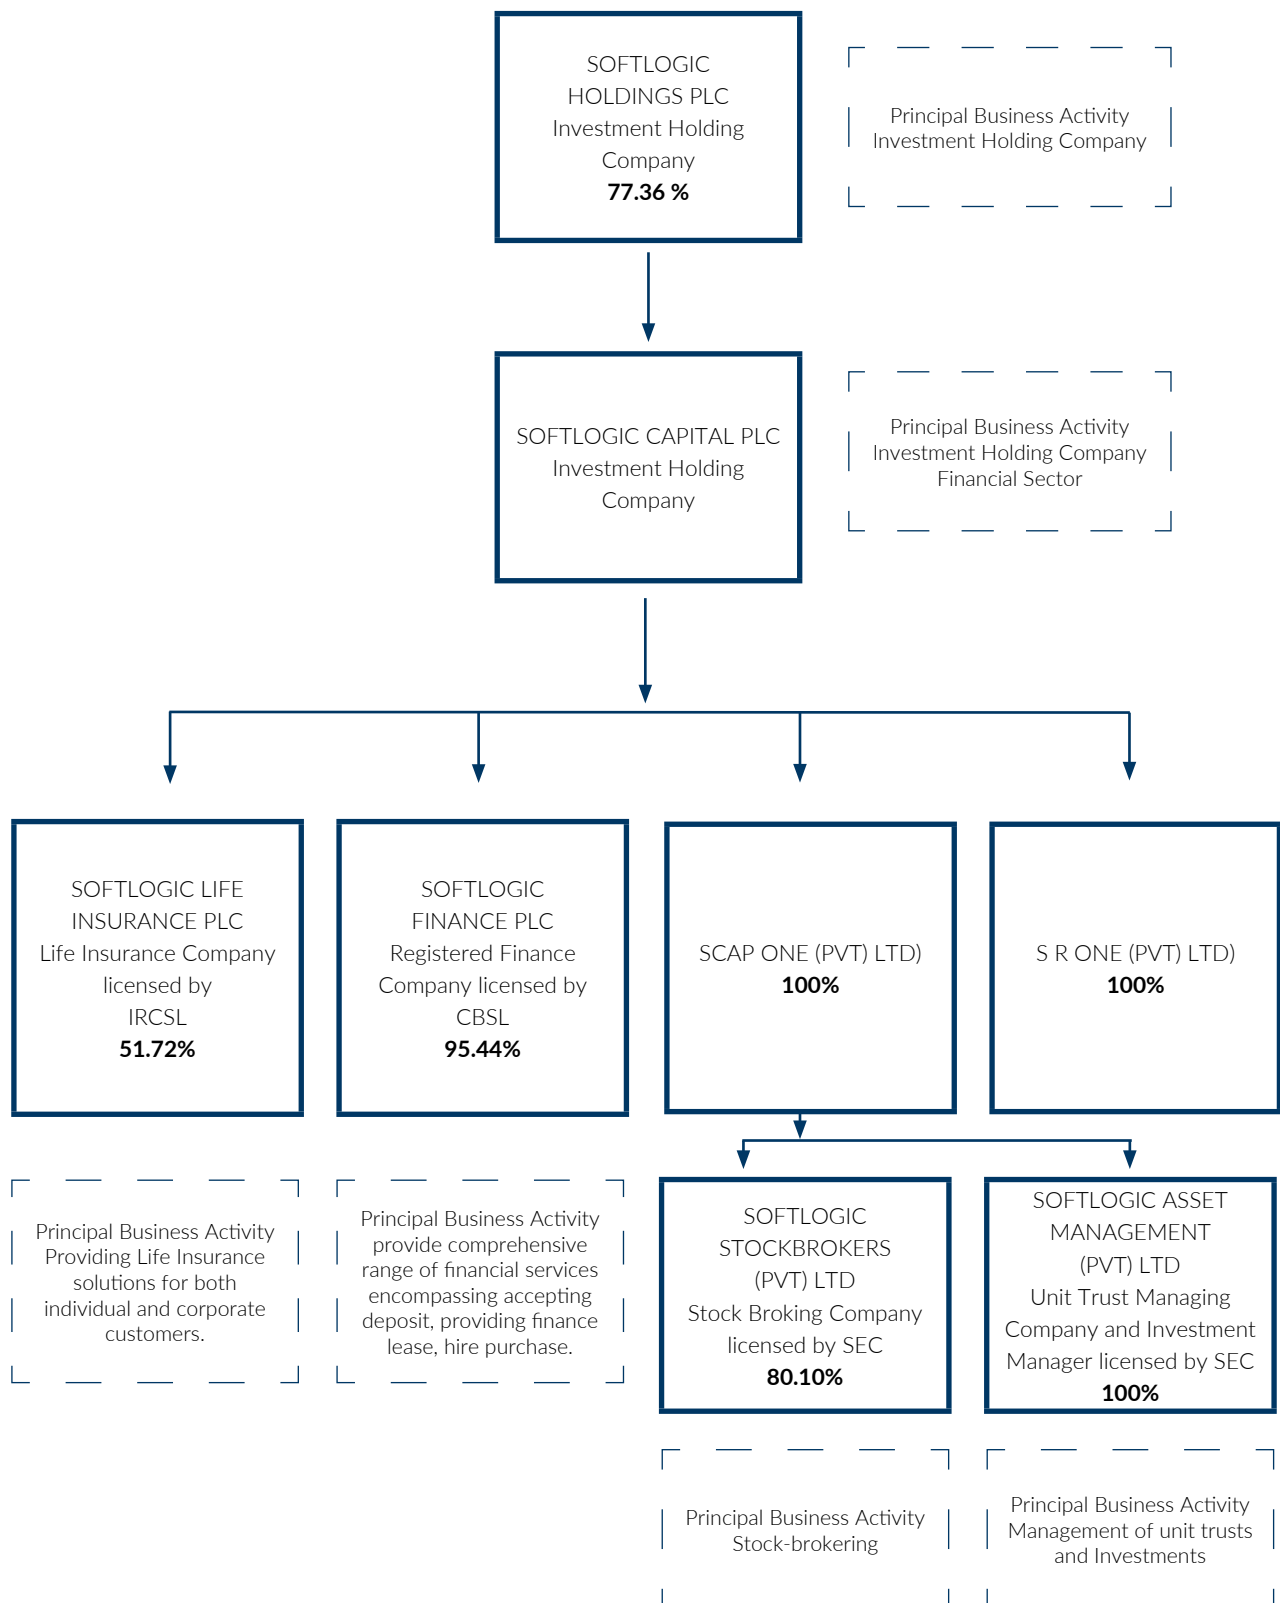 SOFTLOGIC
HOLDINGS PLC
Investment Holding
Company
77.36 %
Principal Business Activity
Investment Holding Company
SOFTLOGIC CAPITAL PLC
Investment Holding
Company
Principal Business Activity
Investment Holding Company
Financial Sector
SOFTLOGIC LIFE
INSURANCE PLC
Life Insurance Company
licensed by
IRCSL
51.72%
SOFTLOGIC
FINANCE PLC
Registered Finance
Company licensed by
CBSL
95.44%
SCAP ONE (PVT) LTD)
100%
S R ONE (PVT) LTD)
100%
Principal Business Activity
Providing Life Insurance
solutions for both
individual and corporate
customers.
Principal Business Activity
provide comprehensive
range of financial services
encompassing accepting
deposit, providing finance
lease, hire purchase.
SOFTLOGIC
STOCKBROKERS
(PVT) LTD
Stock Broking Company
licensed by SEC
80.10%
SOFTLOGIC ASSET
MANAGEMENT
(PVT) LTD
Unit Trust Managing
Company and Investment
Manager licensed by SEC
100%
Principal Business Activity
Stock-brokering
Principal Business Activity
Management of unit trusts
and Investments